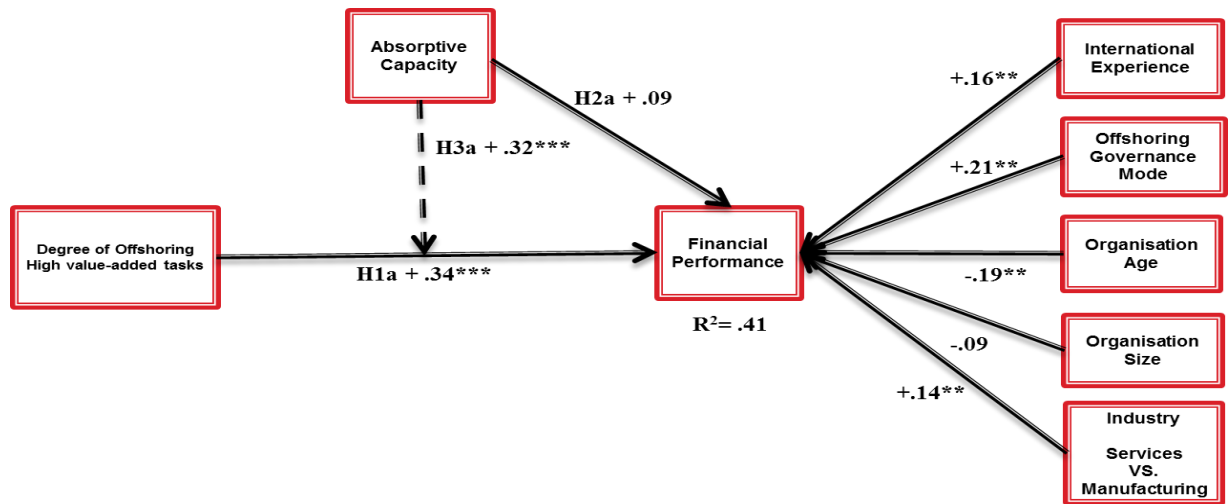 Absorptive
Capacity
H2a + .09
H3a + .32***
Degree of Offshoring
High value-added tasks
H1a + .34***
Financial
Performance
R²= .41
+.16**
International
Experience
+.21**
Offshoring
Governance
Mode
-.19**
Organisation
Age
-.09
Organisation
Size
+.14**
Industry
Services
VS.
Manufacturing